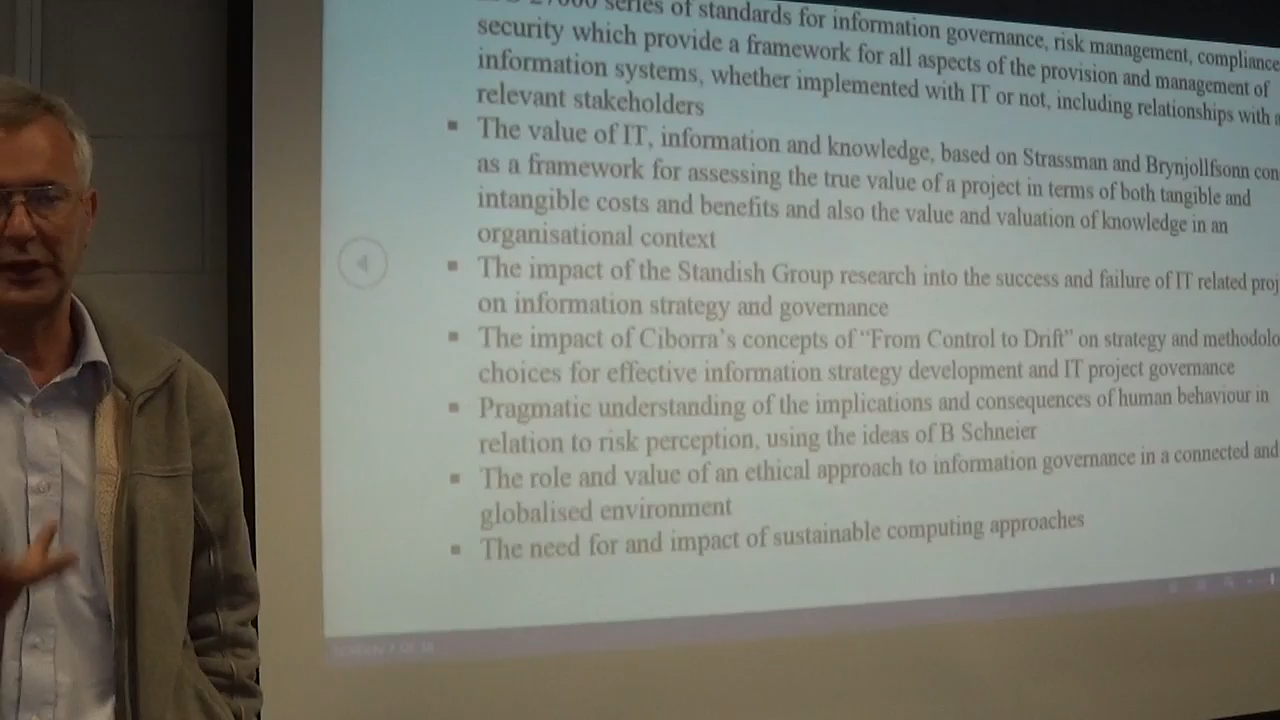 series of standards for information governance, risk management, compliance
security which provide a framework for all aspects of the provision and management of
information systems, whether implemented with IT or not, including relationships with
relevant stakeholders
▪ The value of IT, information and knowledge, based on Strassman and Brynjollfsonn con
as a framework for assessing the true value of a project in terms of both tangible and
intangible costs and benefits and also the value and valuation of knowledge in an
organisational context
▪ The impact of the Standish Group research into the success and failure of IT related proj
on information strategy and governance
▪ The impact of Ciborra's concepts of “From Control to Drift” on strategy and methodolo
choices for effective information strategy development and IT project governance
▪ Pragmatic understanding of the implications and consequences of human behaviour in
relation to risk perception, using the ideas of B Schneier
▪ The role and value of an ethical approach to information governance in a connected and
globalised environment
▪ The need for and impact of sustainable computing approaches